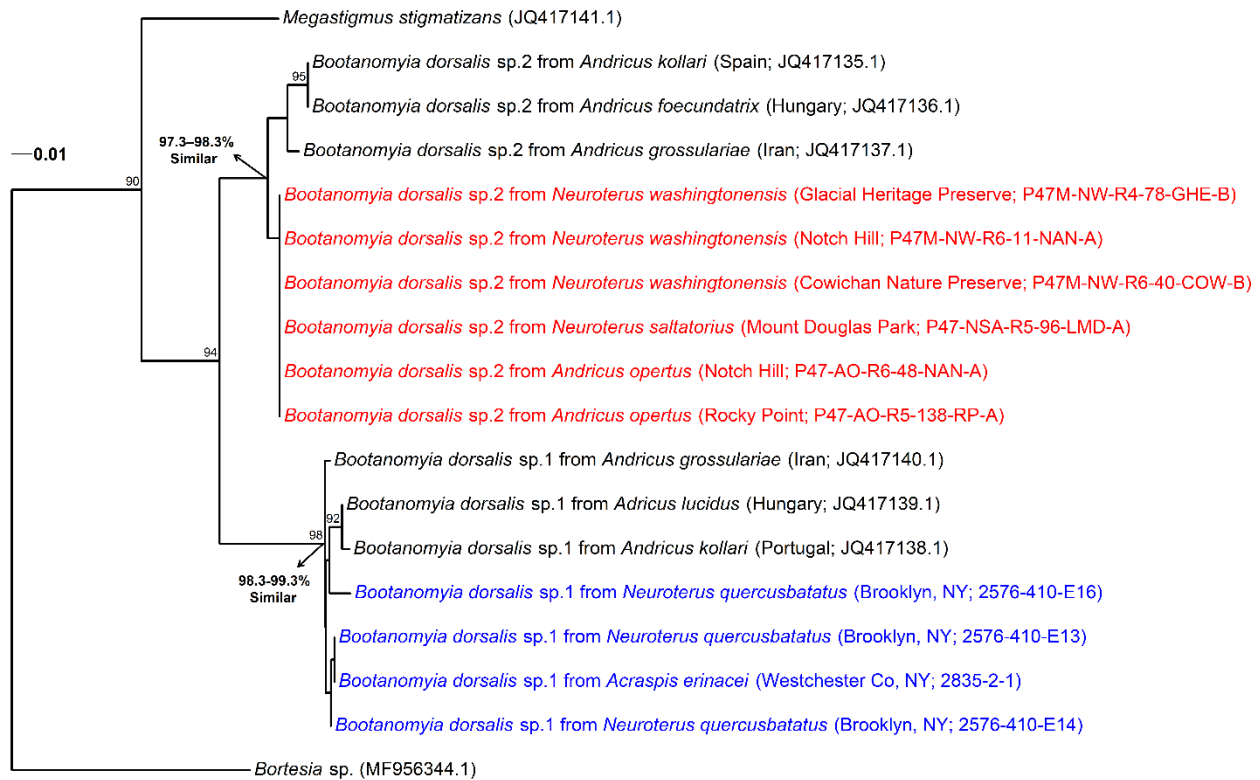 Megastigmus stigmatizans (JQ417141.1)
Bootanomyia dorsalis sp.2 from Andricus kollari (Spain; JQ417135.1)
95
Bootanomyia dorsalis sp.2 from Andricus foecundatrix (Hungary; JQ417136.1)
97.3–98.3%
Similar
0.01
Bootanomyia dorsalis sp.2 from Andricus grossulariae (Iran; JQ417137.1)
90
Bootanomyia dorsalis sp.2 from Neuroterus washingtonensis (Glacial Heritage Preserve; P47M-NW-R4-78-GHE-B)
Bootanomyia dorsalis sp.2 from Neuroterus washingtonensis (Notch Hill; P47M-NW-R6-11-NAN-A)
Bootanomyia dorsalis sp.2 from Neuroterus washingtonensis (Cowichan Nature Preserve; P47M-NW-R6-40-COW-B)
Bootanomyia dorsalis sp.2 from Neuroterus saltatorius (Mount Douglas Park; P47-NSA-R5-96-LMD-A)
94
Bootanomyia dorsalis sp.2 from Andricus opertus (Notch Hill; P47-AO-R6-48-NAN-A)
Bootanomyia dorsalis sp.2 from Andricus opertus (Rocky Point; P47-AO-R5-138-RP-A)
Bootanomyia dorsalis sp.1 from Andricus grossulariae (Iran; JQ417140.1)
Bootanomyia dorsalis sp.1 from Adricus lucidus (Hungary; JQ417139.1)
92
98
Bootanomyia dorsalis sp.1 from Andricus kollari (Portugal; JQ417138.1)
98.3-99.3%
Similar
Bootanomyia dorsalis sp.1 from Neuroterus quercusbatatus (Brooklyn, NY; 2576-410-E16)
Bootanomyia dorsalis sp.1 from Neuroterus quercusbatatus (Brooklyn, NY; 2576-410-E13)
Bootanomyia dorsalis sp.1 from Acraspis erinacei (Westchester Co, NY; 2835-2-1)
Bootanomyia dorsalis sp.1 from Neuroterus quercusbatatus (Brooklyn, NY; 2576-410-E14)
Bortesia sp. (MF956344.1)